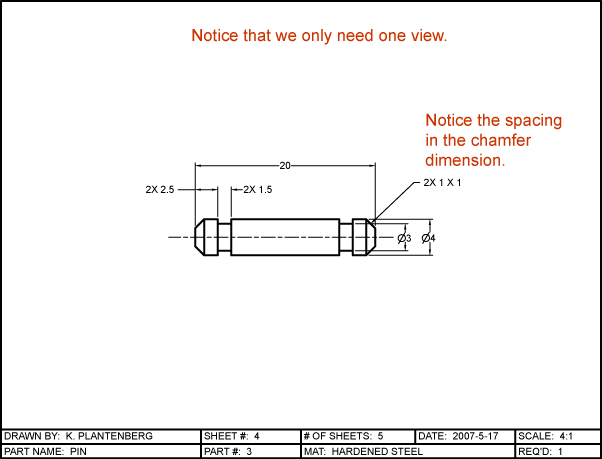 Notice that we only need one view.
Notice the spacing
in the chamfer
dimension.
20
2X 2.5
2X 1.5
2X 1 X 1
Ø3
Ø4
DRAWN BY: K. PLANTENBERG
SHEET #: 4
# OF SHEETS: 5
DATE: 2007-5-17
SCALE: 4:1
PART NAME: PIN
PART #: 3
MAT: HARDENED STEEL
REQ'D: 1